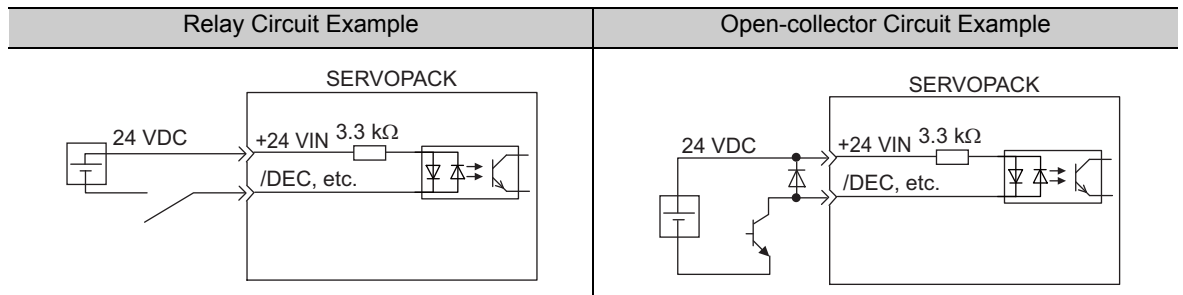 Relay Circuit Example
Open-collector Circuit Example
SERVOPACK
24 VDC
+24 VIN
3.3 kΩ
/DEC, etc.
SERVOPACK
24 VDC
+24 VIN
3.3 kΩ
/DEC, etc.